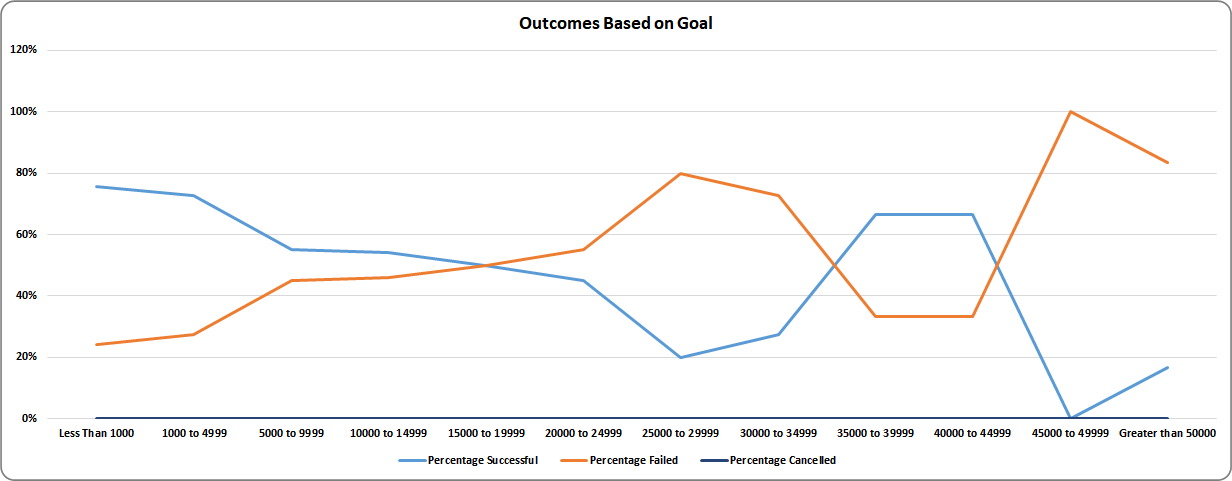 Outcomes Based on Goal
120%
100%
80%
60%
40%
20%
0%
Less Than 1000 1000 to 4999 5000 to 9999 10000 to 14999 15000 to 19999 20000 to 24999 25000 to 29999 30000 to 34999 35000 to 39999 40000 to 44999 45000 to 49999 Greater than 50000
Percentage Successful Percentage Failed Percentage Cancelled